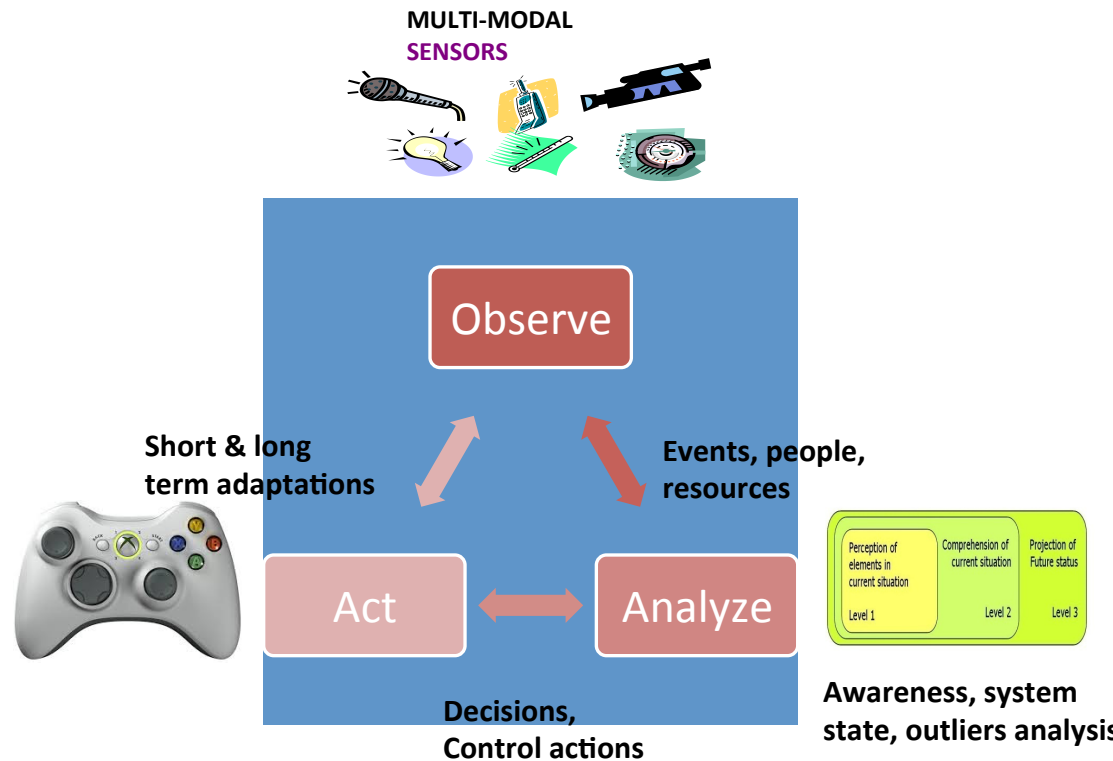 MULTI-MODAL
SENSORS
Observe
Short & long
term adaptations
Events, people,
resources
BACK
START
Y
X
B
A
Act
Analyze
Perception of
elements in
current situation
Level 1
Comprehension of
current situation
Level 2
Projection of
Future status
Level 3
Decisions,
Control actions
Awareness, system
state, outliers analysis